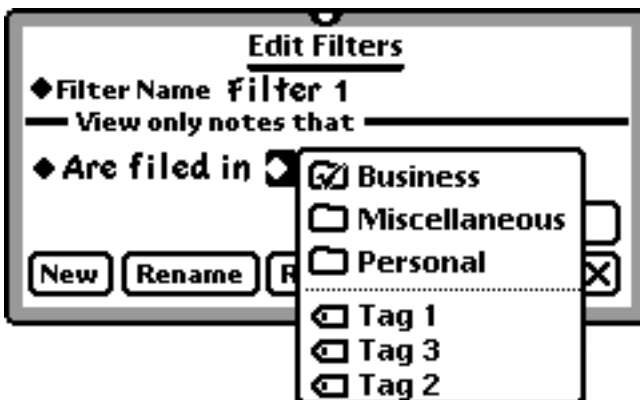 Edit Filters
Filter Name Filter 1
View only notes that
Are filed in
Business
Miscellaneous
Personal
New Rename
Tag 1
Tag 3
Tag 2